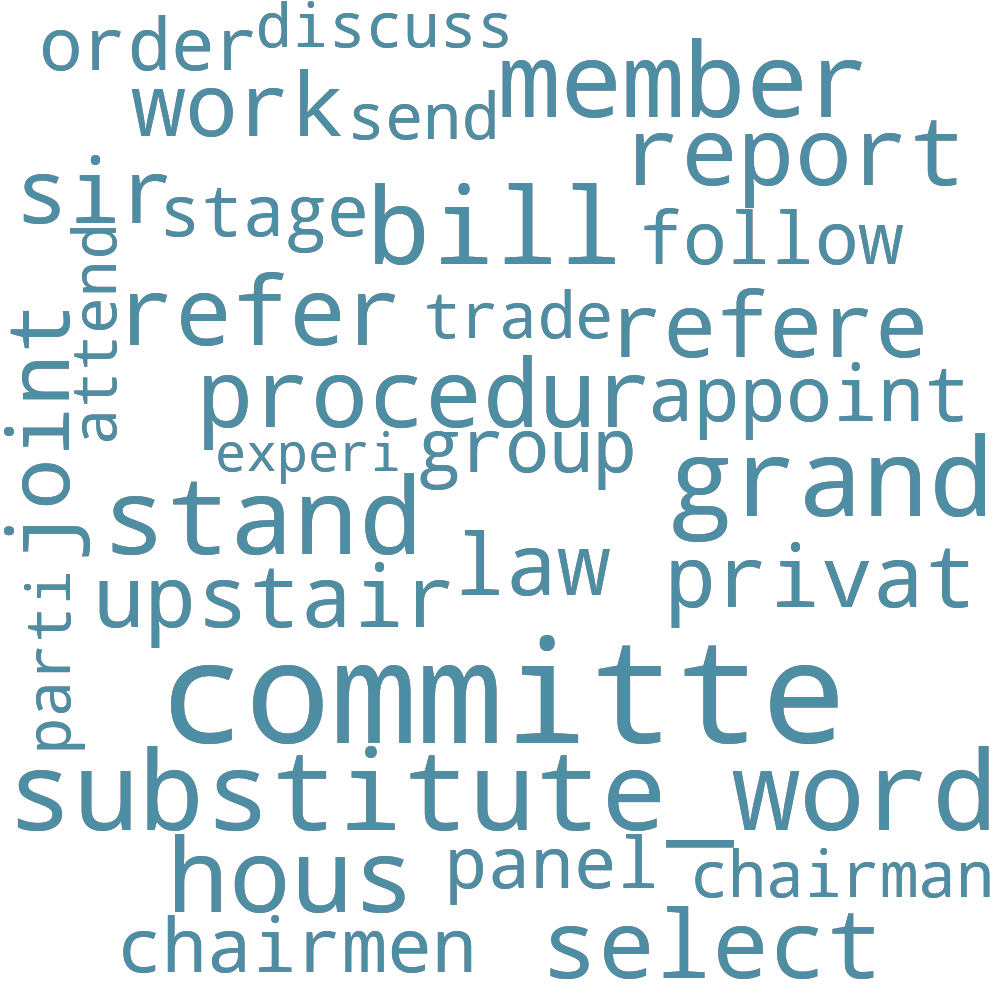 order discuss
work send member
report
sir stage bill follow
attend
refer trade refere
joint
procedur appoint
experi group grand
stand
upstair law privat
parti
committe
substitute_word
hous panel chairman
chairmen select